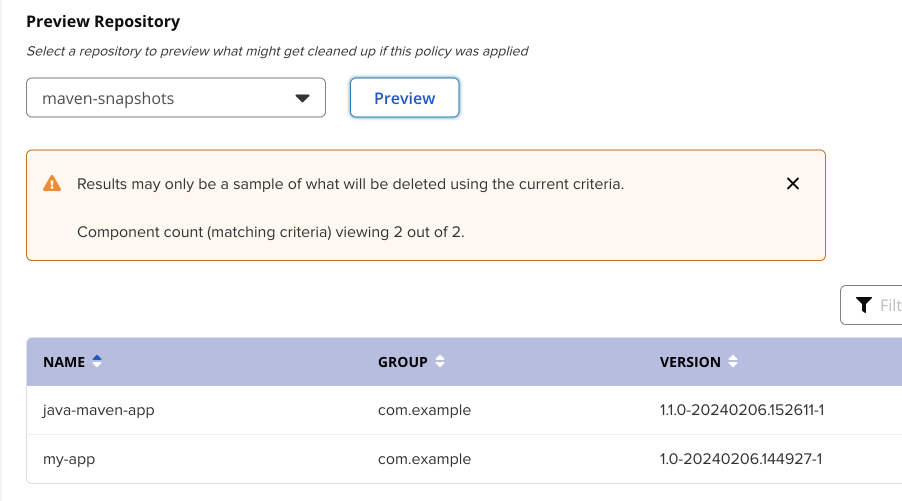 Preview Repository
Select a repository to preview what might get cleaned up if this policy was applied
maven-snapshots Preview
Results may only be a sample of what will be deleted using the current criteria.
Component count (matching criteria) viewing 2 out of 2.
Filt
NAME GROUP VERSION
java-maven-app com.example 1.1.0-20240206.152611-1
my-app com.example 1.0-20240206.144927-1